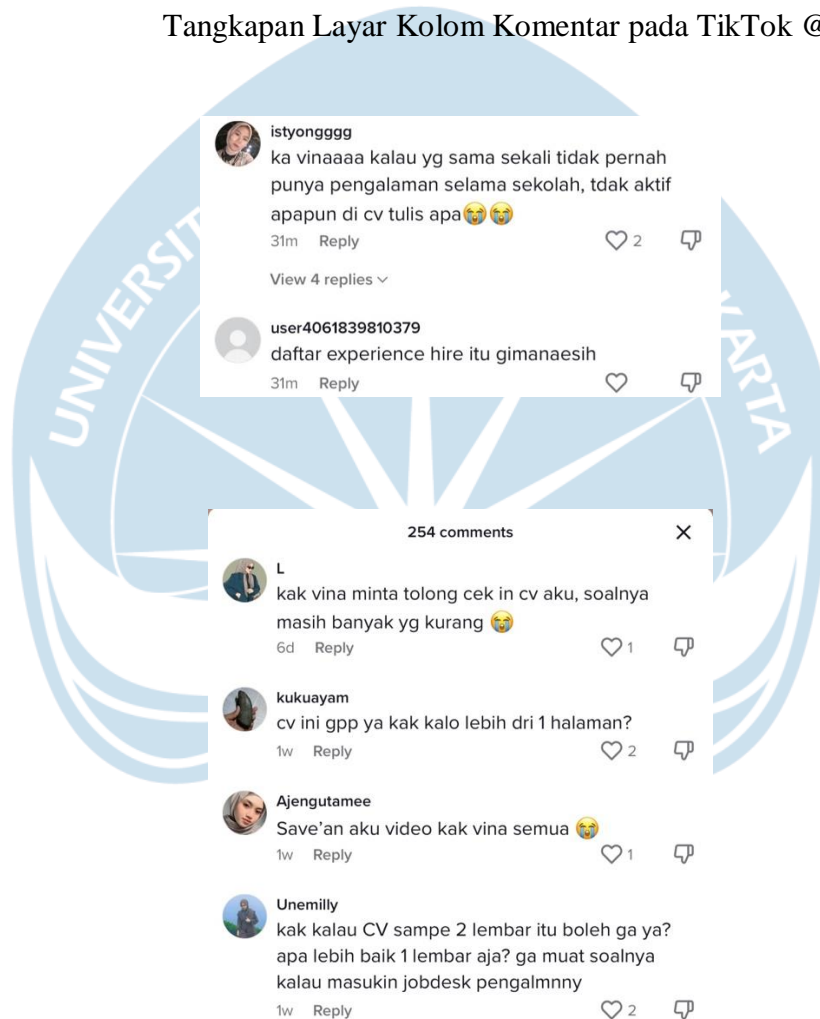 Tangkapan Layar Kolom Komentar pada TikTok @
istyongggg
ka vinaaaa kalau yg sama sekali tidak pernah
punya pengalaman selama sekolah, tdak aktif
apapun di cv tulis apa😭😭
31m Reply 2
View 4 replies
user4061839810379
daftar experience hire itu gimanaesih
31m Reply
254 comments
L
kak vina minta tolong cek in cv aku, soalnya
masih banyak yg kurang 😭
6d Reply 1
kukuayam
cv ini gpp ya kak kalo lebih dri 1 halaman?
1w Reply 2
Ajengutamee
Save'an aku video kak vina semua 😭
1w Reply 1
Unemilly
kak kalau CV sampe 2 lembar itu boleh ga ya?
apa lebih baik 1 lembar aja? ga muat soalnya
kalau masukin jobdesk pengalmnny
1w Reply 2